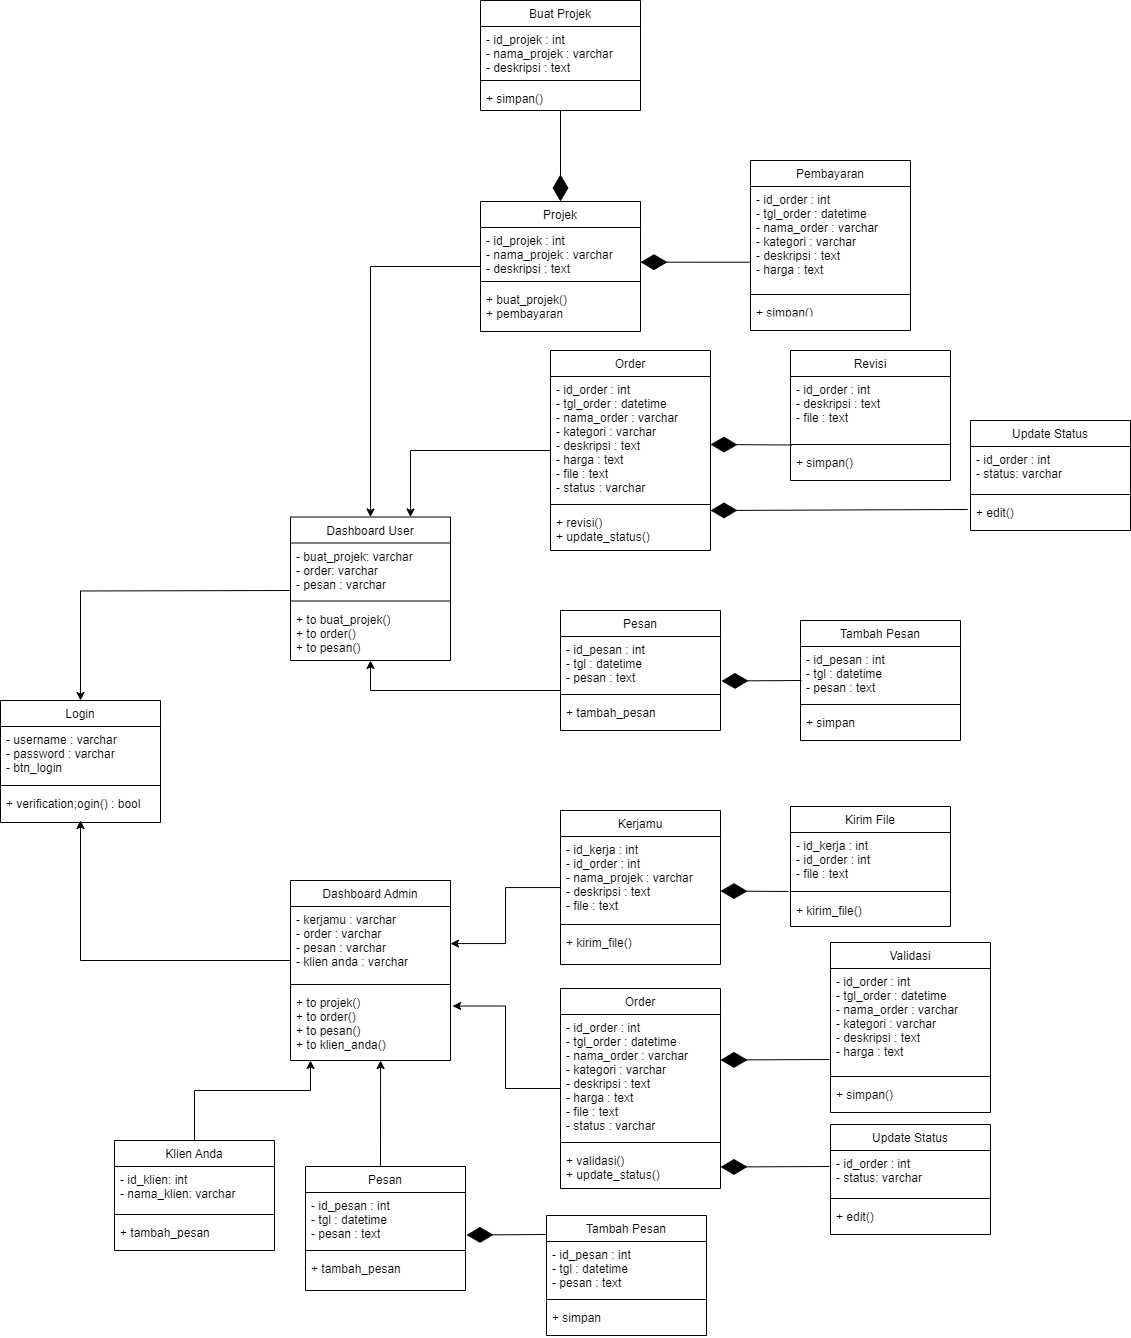 Buat Projek
- id_projek : int
- nama_projek : varchar
- deskripsi : text
+ simpan()
Pembayaran
- id_order : int
- tgl_order : datetime
- nama_order : varchar
- kategori : varchar
- deskripsi : text
- harga : text
+ simpan()
Projek
- id_projek : int
- nama_projek : varchar
- deskripsi : text
+ buat_projek()
+ pembayaran
Order
- id_order : int
- tgl_order : datetime
- nama_order : varchar
- kategori : varchar
- deskripsi : text
- harga : text
- file : text
- status : varchar
+ revisi()
+ update_status()
Revisi
- id_order : int
- deskripsi : text
- file : text
+ simpan()
Update Status
- id_order : int
- status: varchar
+ edit()
Dashboard User
- buat_projek: varchar
- order: varchar
- pesan : varchar
+ to buat_projek()
+ to order()
+ to pesan()
Pesan
- id_pesan : int
- tgl : datetime
- pesan : text
+ tambah_pesan
Tambah Pesan
- id_pesan : int
- tgl : datetime
- pesan : text
+ simpan
Login
- username : varchar
- password : varchar
- btn_login
+ verification;ogin() : bool
Kerjamu
- id_kerja : int
- id_order : int
- nama_projek : varchar
- deskripsi : text
- file : text
+ kirim_file()
Kirim File
- id_kerja : int
- id_order : int
- file : text
+ kirim_file()
Dashboard Admin
- kerjamu : varchar
- order : varchar
- pesan : varchar
- klien anda : varchar
+ to projek()
+ to order()
+ to pesan()
+ to klien_anda()
Order
- id_order : int
- tgl_order : datetime
- nama_order : varchar
- kategori : varchar
- deskripsi : text
- harga : text
- file : text
- status : varchar
+ validasi()
+ update_status()
Validasi
- id_order : int
- tgl_order : datetime
- nama_order : varchar
- kategori : varchar
- deskripsi : text
- harga : text
+ simpan()
Update Status
- id_order : int
- status: varchar
+ edit()
Klien Anda
- id_klien: int
- nama_klien: varchar
+ tambah_pesan
Pesan
- id_pesan : int
- tgl : datetime
- pesan : text
+ tambah_pesan
Tambah Pesan
- id_pesan : int
- tgl : datetime
- pesan : text
+ simpan